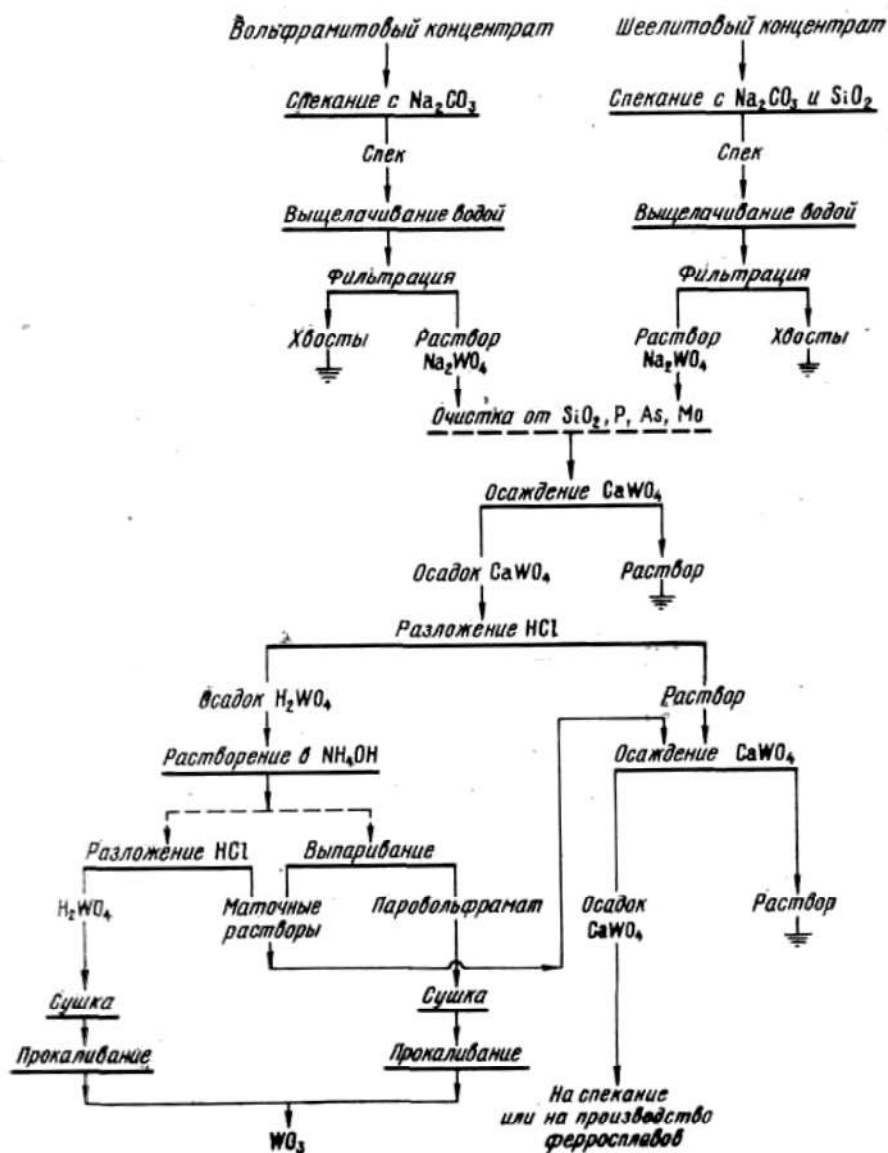 Вольфрамитовый концентрат
Шеелитовый концентрат
Спекание с Na₂CO₃
Спекание с Na₂CO₃ и SiO₂
Спек
Спек
Выщелачивание водой
Выщелачивание водой
Фильтрация
Фильтрация
Хвосты
Раствор
Na₂WO₄
Раствор
Na₂WO₄
Хвосты
Очистка от SiO₂, P, As, Mo
Осаждение CaWO₄
Осадок CaWO₄
Раствор
Разложение HCl
Осадок H₂WO₄
Раствор
Растворение в NH₄OH
Осаждение CaWO₄
Разложение HCl
Выпаривание
H₂WO₄
Маточные
растворы
Паровольфрамат
Осадок
CaWO₄
Раствор
Сушка
Сушка
Прокаливание
Прокаливание
WO₃
На спекание
или на производство
ферросплавов